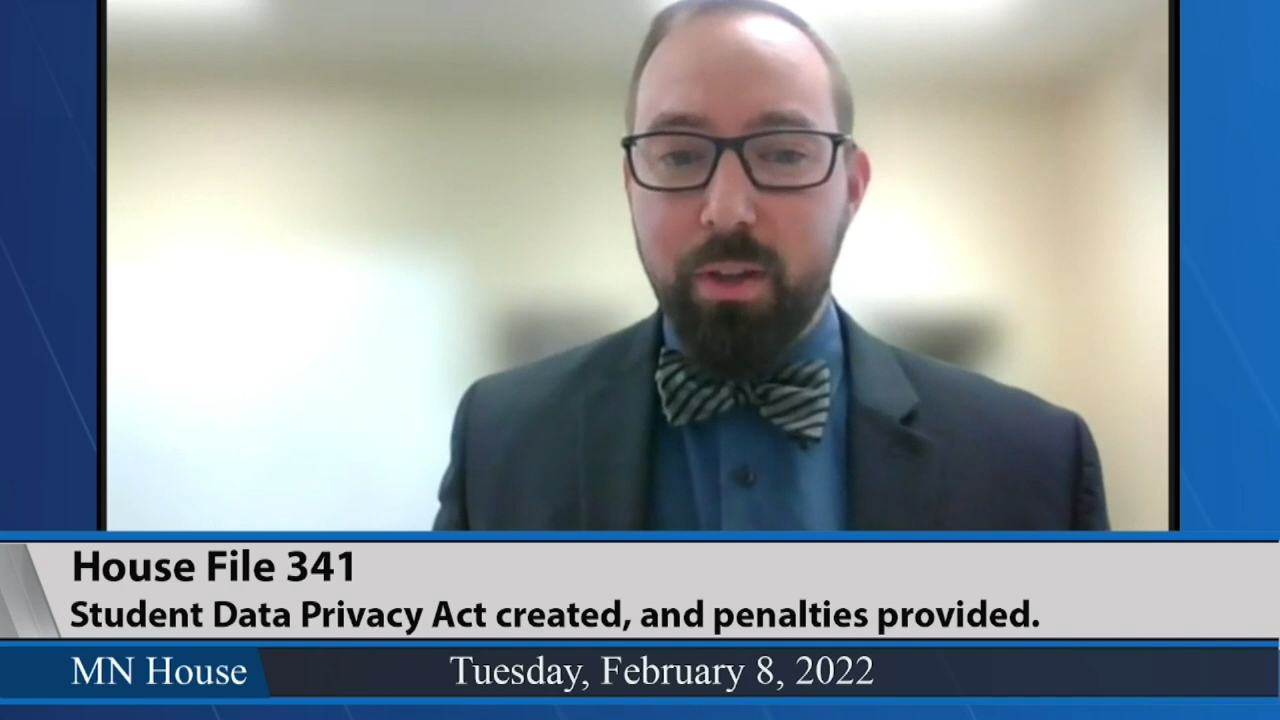 House File 341
Student Data Privacy Act created, and penalties provided.
MN House
Tuesday, February 8, 2022